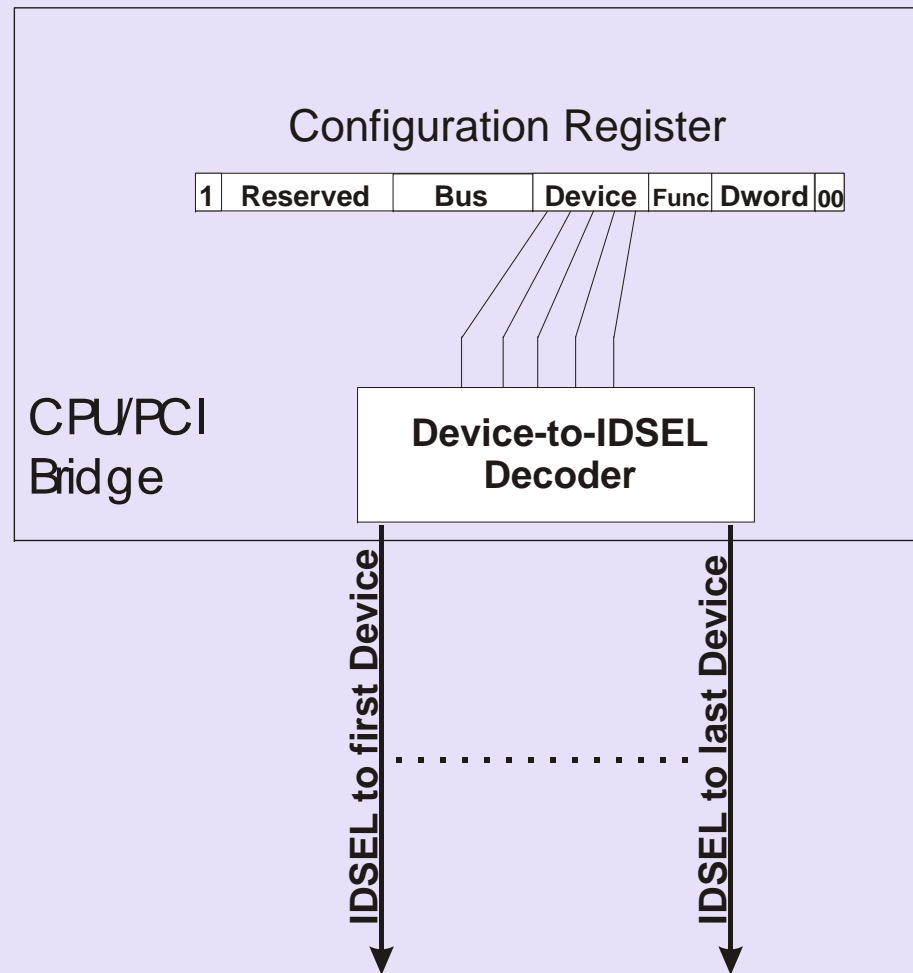 Configuration Register
1 Reserved Bus Device Func Dword 00
CPU/PCI
Bridge
Device-to-IDSEL
Decoder
IDSEL to first Device
IDSEL to last Device